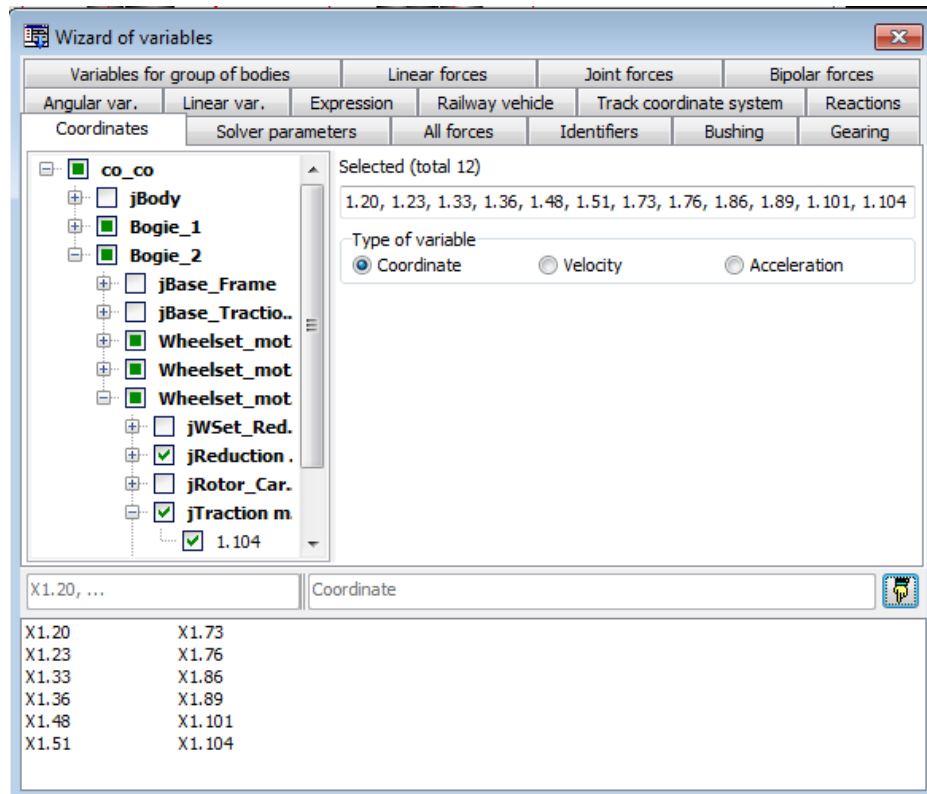 Wizard of variables
Variables for group of bodies Linear forces Joint forces Bipolar forces
Angular var. Linear var. Expression Railway vehicle Track coordinate system Reactions
Coordinates Solver parameters All forces Identifiers Bushing Gearing
co_co
jBody
Bogie_1
Bogie_2
jBase_Frame
jBase_Tractio..
Wheelset_mot
Wheelset_mot
Wheelset_mot
jWSet_Red.
jReduction .
jRotor_Car.
jTraction m
1.104
Selected (total 12)
1.20, 1.23, 1.33, 1.36, 1.48, 1.51, 1.73, 1.76, 1.86, 1.89, 1.101, 1.104
Type of variable
Coordinate Velocity Acceleration
X1.20, ... Coordinate
X1.20 X1.73
X1.23 X1.76
X1.33 X1.86
X1.36 X1.89
X1.48 X1.101
X1.51 X1.104